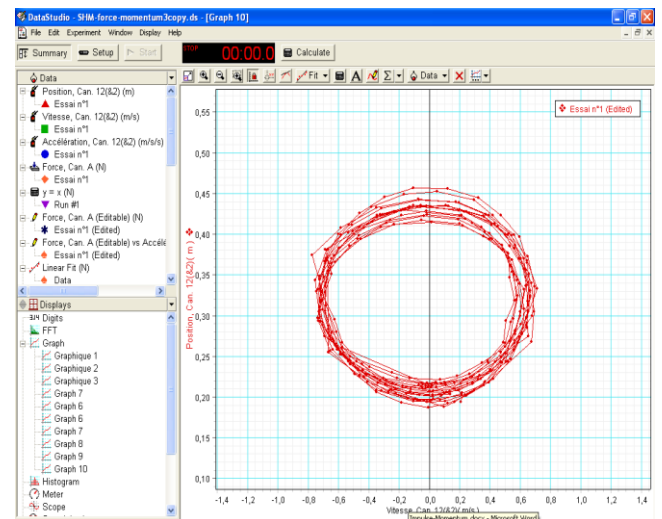 DataStudio - SHM-force-momentum3copy.ds - [Graph 10]
File Edit Experiment Window Display Help
Summary Setup Start STOP 00:00.0 Calculate
Data
Fit A Σ Data
Position, Can. 12(&2) (m)
Essai n°1
Vitesse, Can. 12(&2) (m/s)
Essai n°1
Accélération, Can. 12(&2) (m/s/s)
Essai n°1
Force, Can. A (N)
Essai n°1
y = x (N)
Run #1
Force, Can. A (Editable) (N)
Essai n°1 (Edited)
Force, Can. A (Editable) vs Accélé
Essai n°1 (Edited)
Linear Fit (N)
Data
Displays
3.14 Digits
FFT
Graph
Graphique 1
Graphique 2
Graphique 3
Graph 7
Graph 6
Graph 6
Graph 7
Graph 8
Graph 9
Graph 10
Histogram
Meter
Scope
Essai n°1 (Edited)
Position, Can. 12(&2)( m )
0,55
0,50
0,45
0,40
0,35
0,30
0,25
0,20
0,15
0,10
-1,4 -1,2 -1,0 -0,8 -0,6 -0,4 -0,2 0,0 0,2 0,4 0,6 0,8 1,0 1,2 1,4
Vitesse, Can. 12(&2)( m/s )
Impulse-Momentum.docx - Microsoft Word